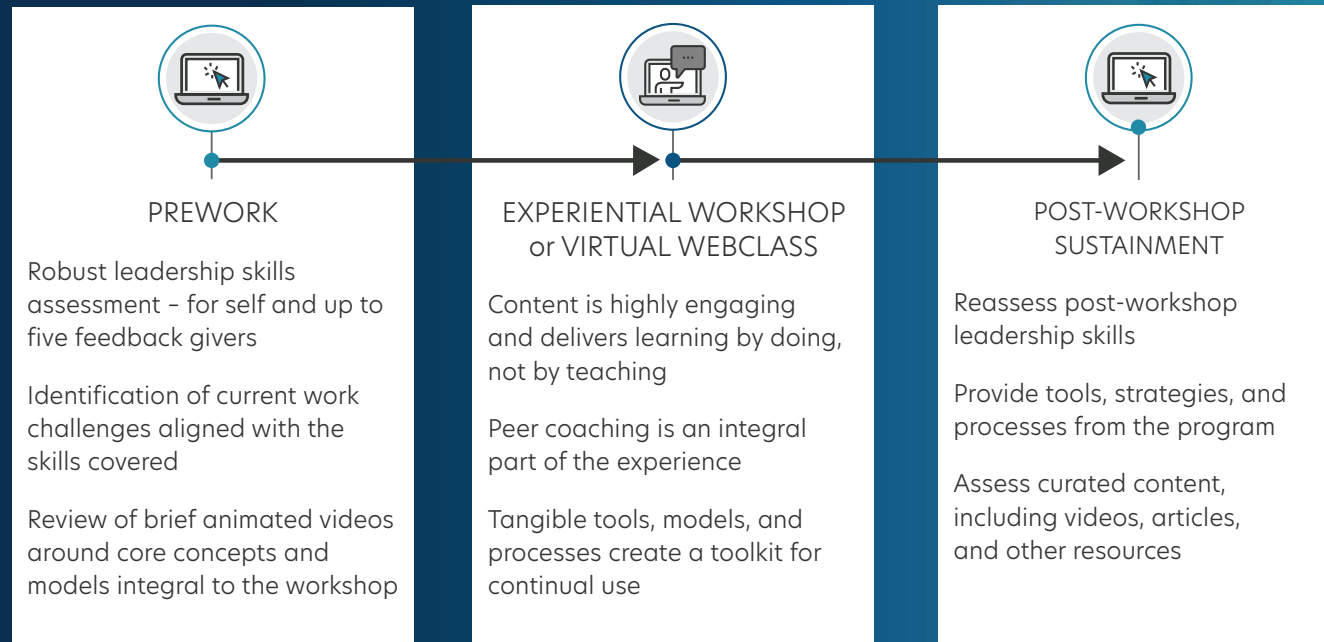 PREWORK
Robust leadership skills
assessment – for self and up to
five feedback givers
Identification of current work
challenges aligned with the
skills covered
Review of brief animated videos
around core concepts and
models integral to the workshop
EXPERIENTIAL WORKSHOP
or VIRTUAL WEBCLASS
Content is highly engaging
and delivers learning by doing,
not by teaching
Peer coaching is an integral
part of the experience
Tangible tools, models, and
processes create a toolkit for
continual use
POST-WORKSHOP
SUSTAINMENT
Reassess post-workshop
leadership skills
Provide tools, strategies, and
processes from the program
Assess curated content,
including videos, articles,
and other resources